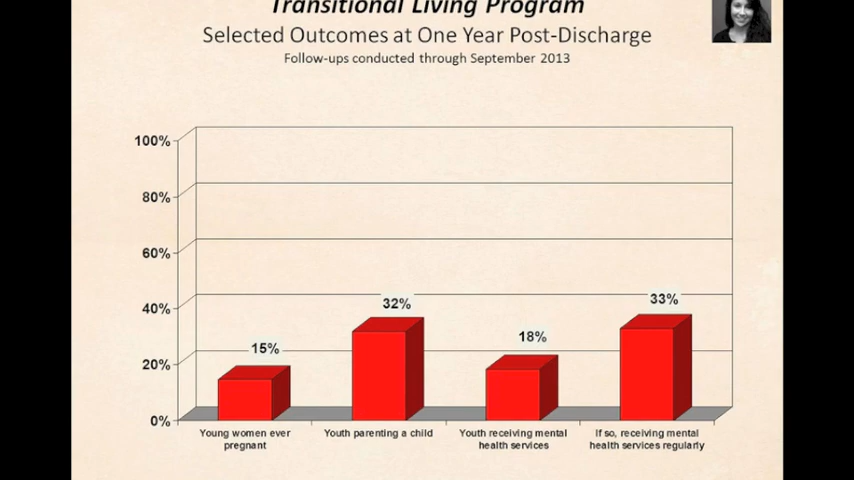 Transitional Living Program
Selected Outcomes at One Year Post-Discharge
Follow-ups conducted through September 2013
100%
80%
60%
40%
20%
0%
15%
32%
18%
33%
Young women ever
pregnant
Youth parenting a child
Youth receiving mental
health services
If so, receiving mental
health services regularly